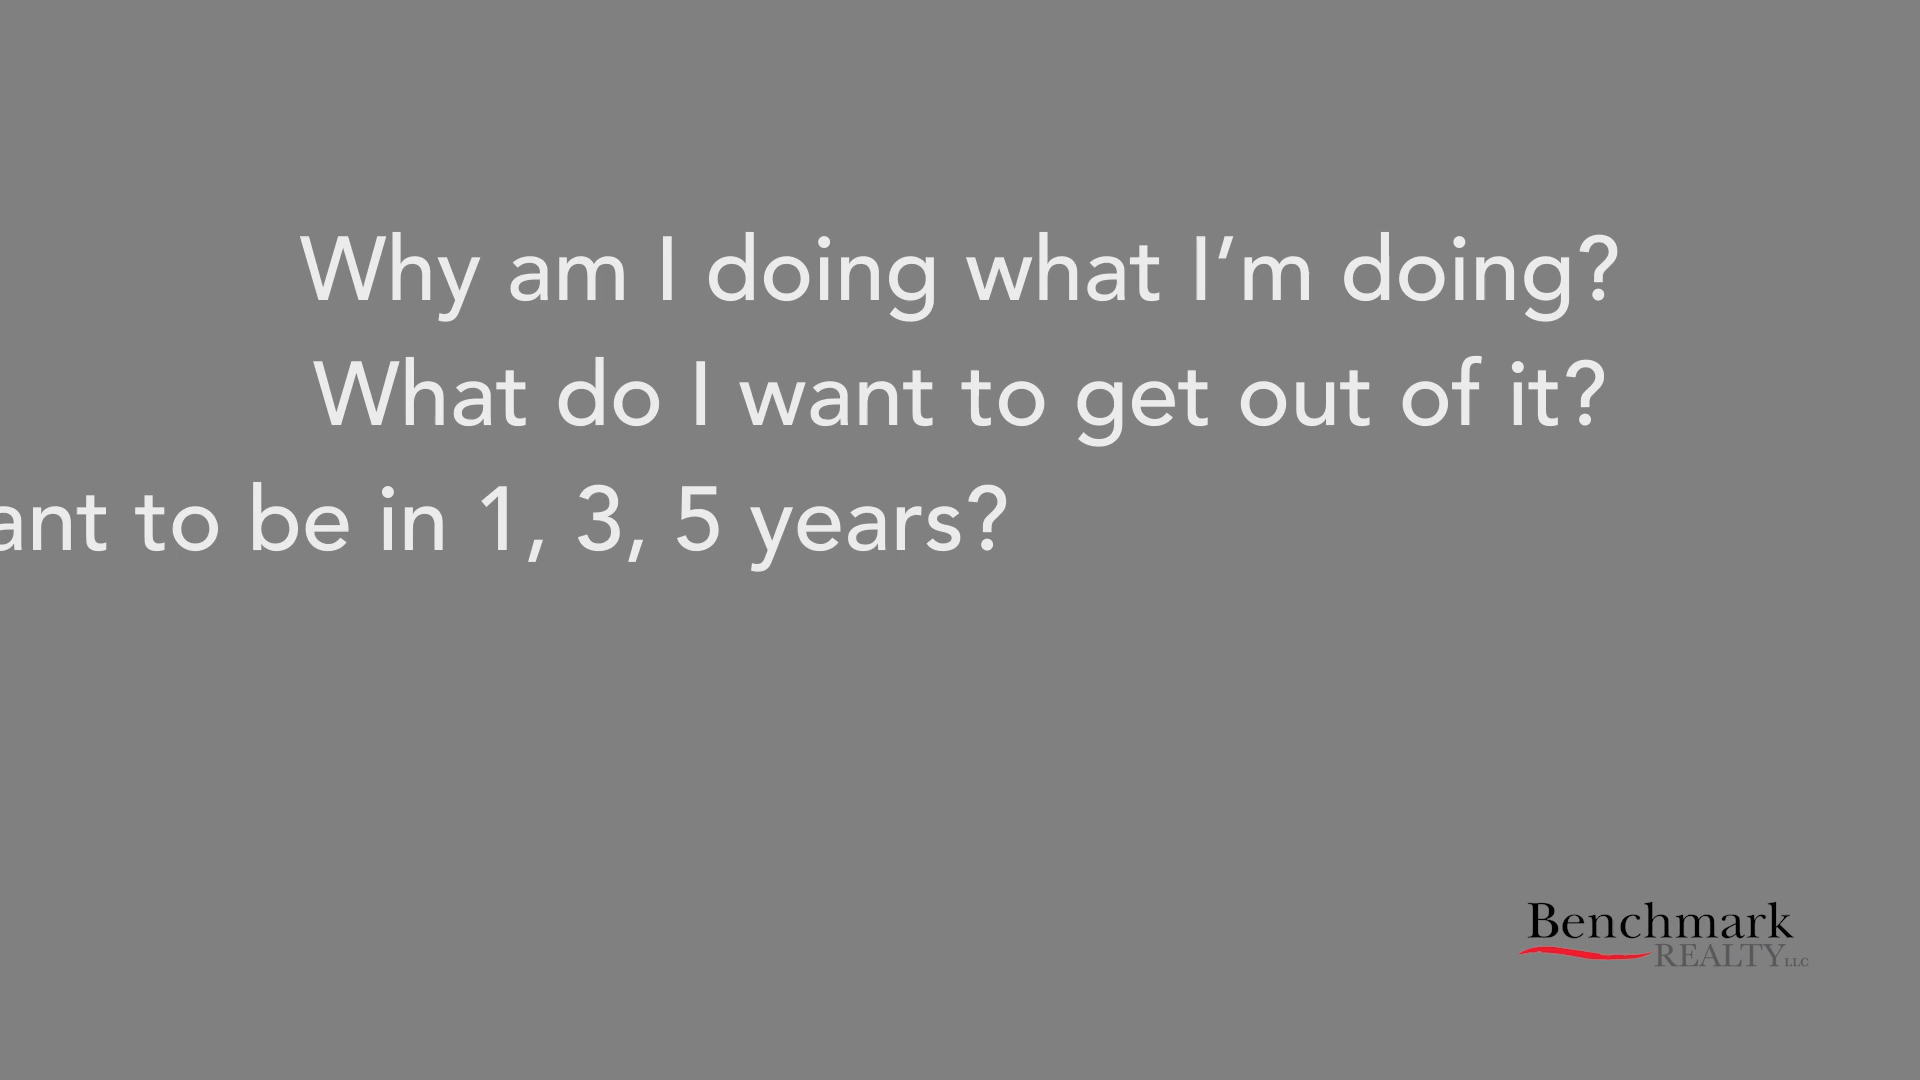 Why am I doing what I’m doing?
What do I want to get out of it?
ant to be in 1, 3, 5 years?
Benchmark
REALTY LLC